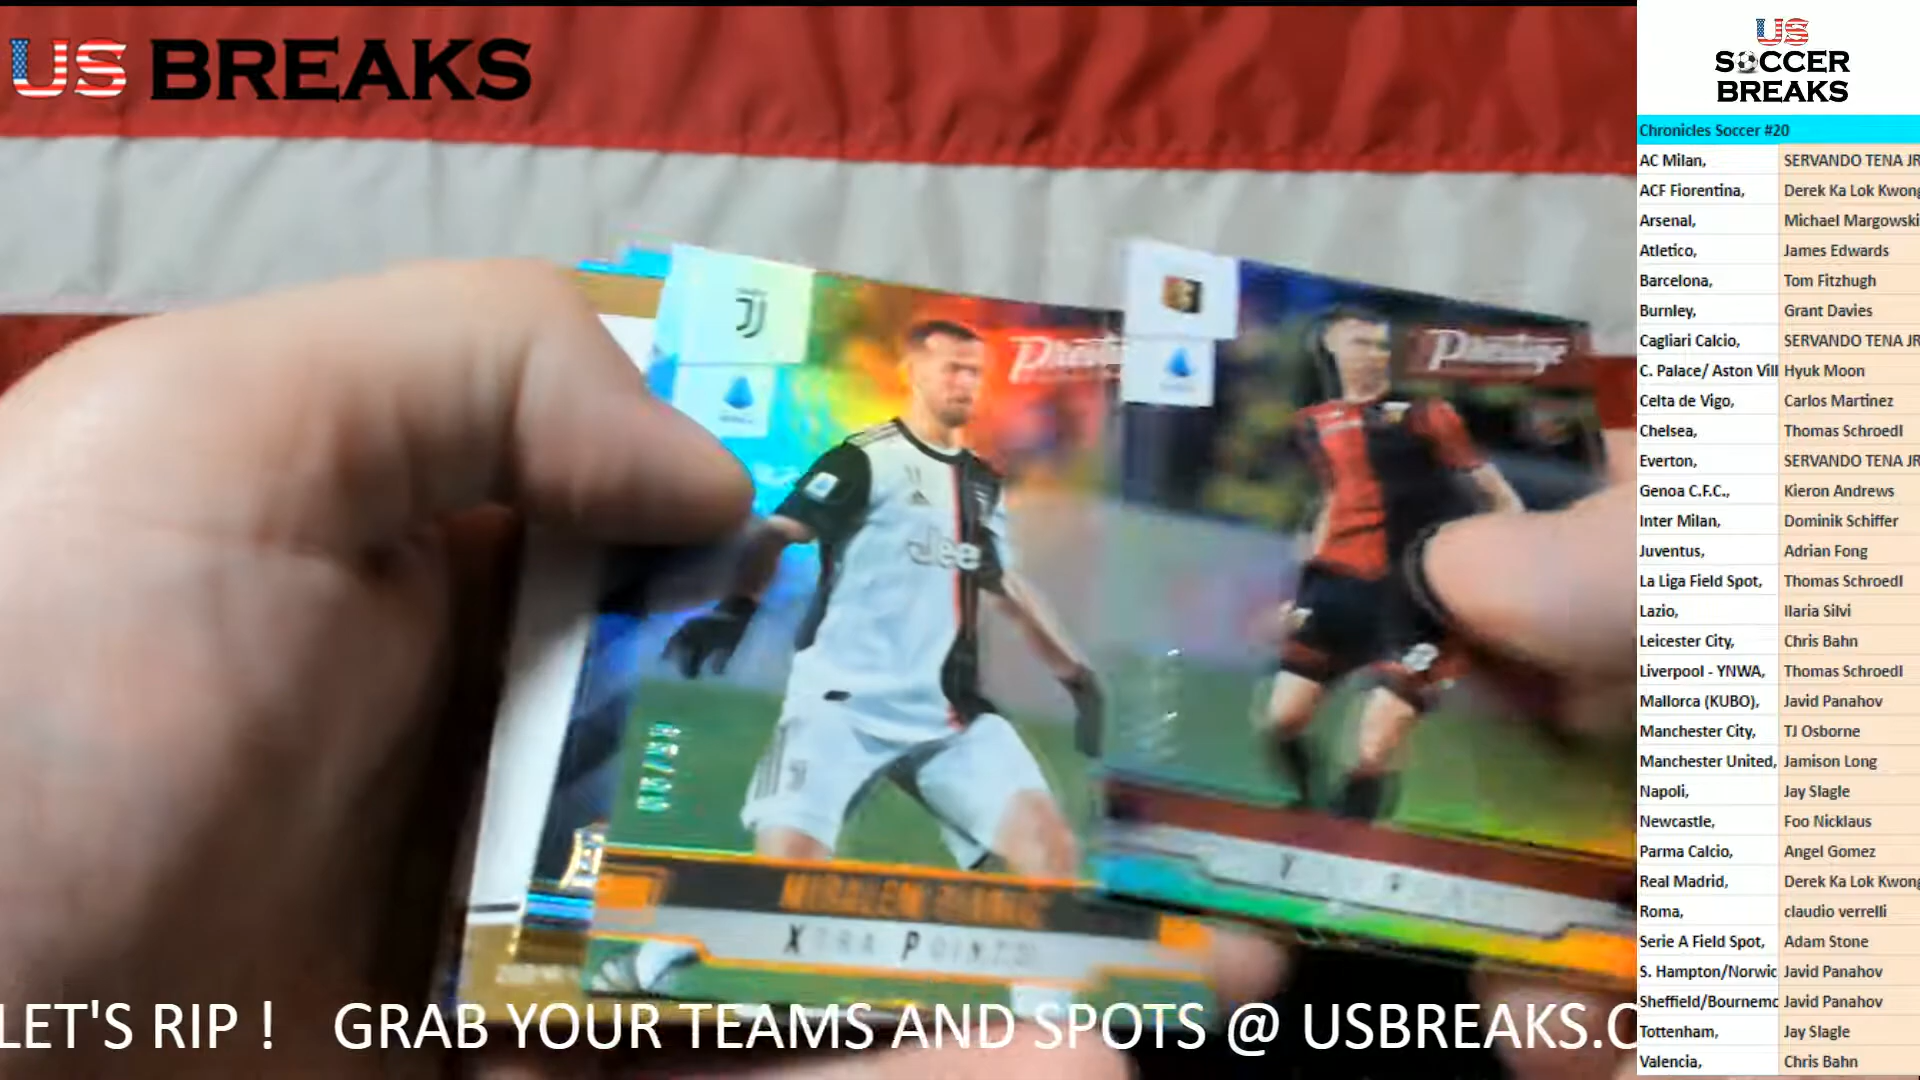 US BREAKS
US
SOCCER
BREAKS
Chronicles Soccer #20
AC Milan, SERVANDO TENA JR
ACF Fiorentina, Derek Ka Lok Kwong
Arsenal, Michael Margowski
Atletico, James Edwards
Barcelona, Tom Fitzhugh
Burnley, Grant Davies
Cagliari Calcio, SERVANDO TENA JR
C. Palace/ Aston Vill Hyuk Moon
Celta de Vigo, Carlos Martinez
Chelsea, Thomas Schroedl
Everton, SERVANDO TENA JR
Genoa C.F.C., Kieron Andrews
Inter Milan, Dominik Schiffer
Juventus, Adrian Fong
La Liga Field Spot, Thomas Schroedl
Lazio, Ilaria Silvi
Leicester City, Chris Bahn
Liverpool - YNWA, Thomas Schroedl
Mallorca (KUBO), Javid Panahov
Manchester City, TJ Osborne
Manchester United, Jamison Long
Napoli, Jay Slagle
Newcastle, Foo Nicklaus
Parma Calcio, Angel Gomez
Real Madrid, Derek Ka Lok Kwong
Roma, claudio verrelli
Serie A Field Spot, Adam Stone
S. Hampton/Norwic Javid Panahov
Sheffield/Bournemo Javid Panahov
Tottenham, Jay Slagle
Valencia, Chris Bahn
Prestige
Jeep
MIRALEM PJANIC
XTRA POINTS
LET'S RIP ! GRAB YOUR TEAMS AND SPOTS @ USBREAKS.C